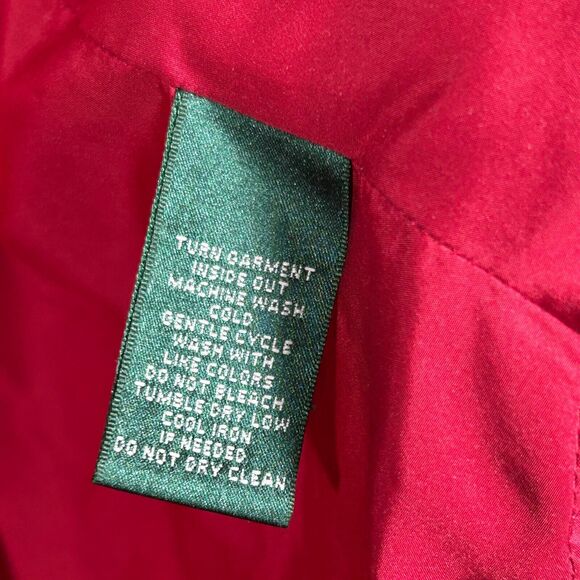 TURN GARMENT
INSIDE OUT
MACHINE WASH
COLD
GENTLE CYCLE
WASH WITH
LIKE COLORS
DO NOT BLEACH
TUMBLE DRY LOW
COOL IRON
IF NEEDED
DO NOT DRY CLEAN